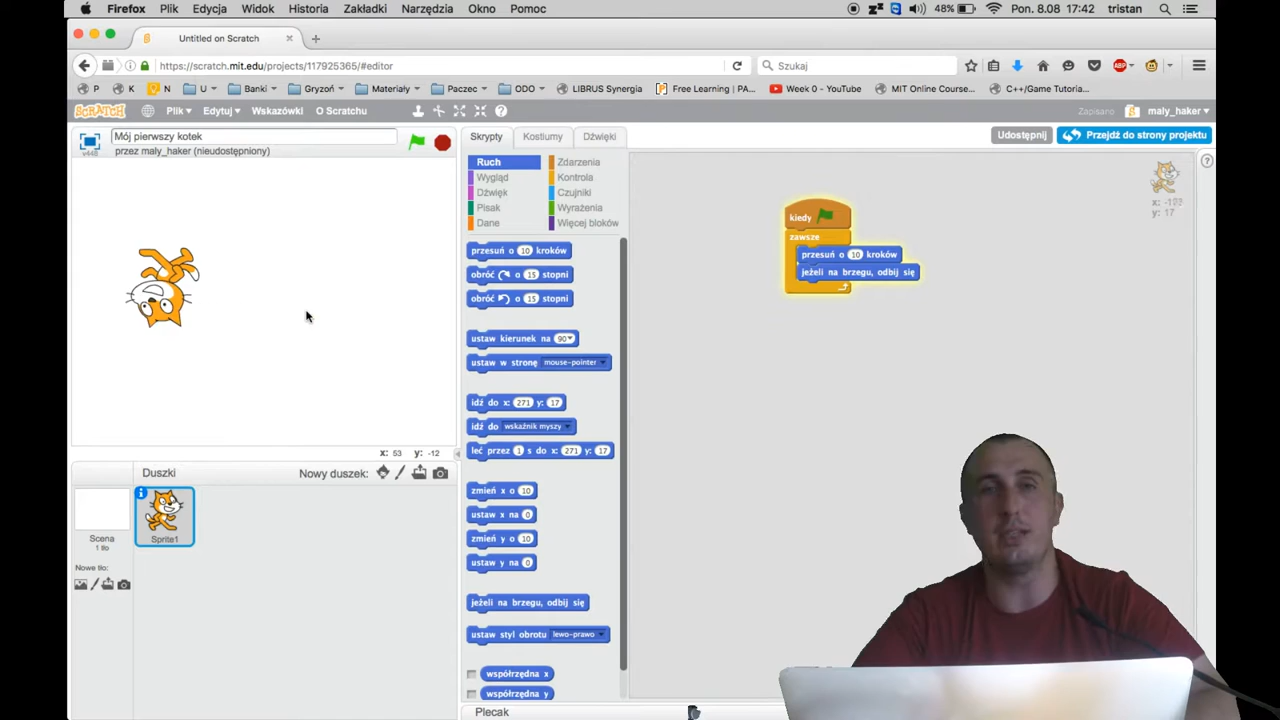 Firefox Plik Edycja Widok Historia Zakładki Narzędzia Okno Pomoc 48% Pon. 8.08 17:42 tristan
Untitled on Scratch
https://scratch.mit.edu/projects/117925365/#editor Szukaj
P K N U Banki Gryzoń Materiały Paczec ODO LIBRUS Synergia Free Learning | PA... Week 0 - YouTube MIT Online Course... C++/Game Tutoria...
SCRATCH Plik Edytuj Wskazówki O Scratchu Zapisano maly_haker
Mój pierwszy kotek
v448 przez maly_haker (nieudostępniony)
Skrypty Kostiumy Dźwięki
Udostępnij Przejdź do strony projektu
Ruch Zdarzenia
Wygląd Kontrola
Dźwięk Czujniki
Pisak Wyrażenia
Dane Więcej bloków
przesuń o 10 kroków
obróć o 15 stopni
obróć o 15 stopni
ustaw kierunek na 90
ustaw w stronę mouse-pointer
idź do x: 271 y: 17
idź do wskaźnik myszy
leć przez 1 s do x: 271 y: 17
zmień x o 10
ustaw x na 0
zmień y o 10
ustaw y na 0
jeżeli na brzegu, odbij się
ustaw styl obrotu lewo-prawo
współrzędna x
współrzędna y
kiedy
zawsze
przesuń o 10 kroków
jeżeli na brzegu, odbij się
y: 17
x: 53 y: -12
Duszki Nowy duszek:
Scena
1 tło
Nowe tło:
Sprite1
Plecak